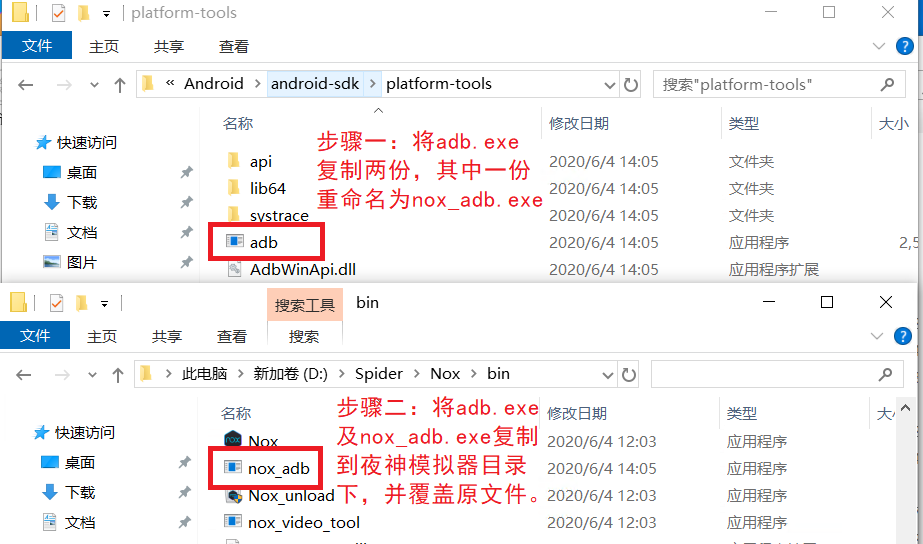 platform-tools
文件 主页 共享 查看
« Android > android-sdk > platform-tools 搜索"platform-tools"
名称 修改日期 类型 大小
快速访问
桌面
下载
文档
图片
api 2020/6/4 14:05 文件夹
lib64 2020/6/4 14:05 文件夹
systrace 2020/6/4 14:05 文件夹
adb 2020/6/4 14:05 应用程序 2,5
AdbWinApi.dll 2020/6/4 14:05 应用程序扩展
步骤一：将adb.exe
复制两份，其中一份
重命名为nox_adb.exe
搜索工具 bin
文件 主页 共享 查看 搜索
> 此电脑 > 新加卷 (D:) > Spider > Nox > bin
名称 修改日期 类型
快速访问
桌面
下载
文档
Nox 2020/6/4 12:03 应用程序
nox_adb 2020/6/4 14:05 应用程序
Nox_unload 2020/6/4 12:03 应用程序
nox_video_tool 2020/6/4 12:03 应用程序
步骤二：将adb.exe
及nox_adb.exe复制
到夜神模拟器目录
下，并覆盖原文件。